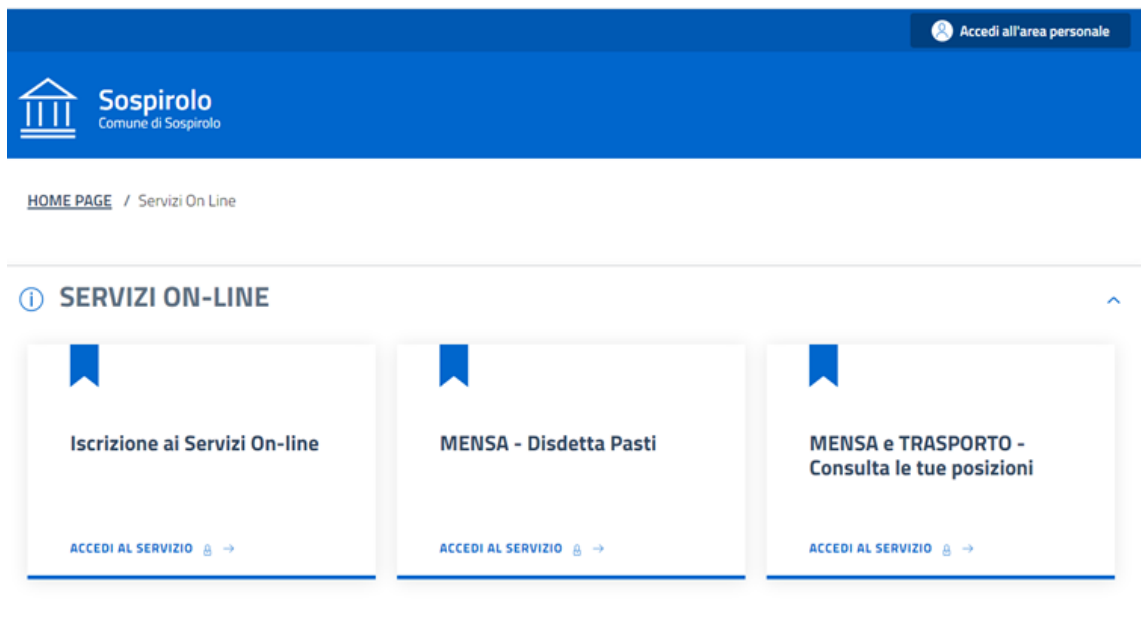 Accedi all'area personale
Sospirolo
Comune di Sospirolo
HOME PAGE / Servizi On Line
SERVIZI ON-LINE
Iscrizione ai Servizi On-line
MENSA - Disdetta Pasti
MENSA e TRASPORTO -
Consulta le tue posizioni
ACCEDI AL SERVIZIO
ACCEDI AL SERVIZIO
ACCEDI AL SERVIZIO